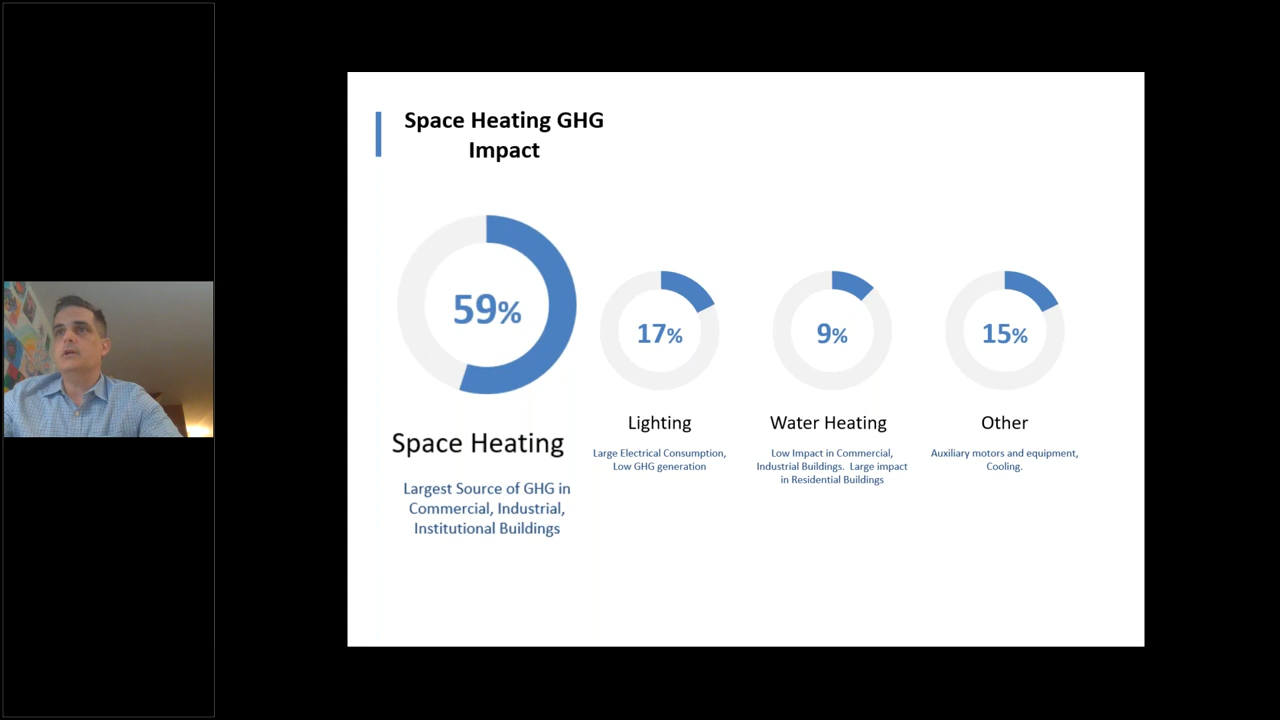 Space Heating GHG
Impact
59%
17%
9%
15%
Space Heating
Lighting
Water Heating
Other
Largest Source of GHG in
Commercial, Industrial,
Institutional Buildings
Large Electrical Consumption,
Low GHG generation
Low Impact in Commercial,
Industrial Buildings. Large impact
in Residential Buildings
Auxiliary motors and equipment,
Cooling.